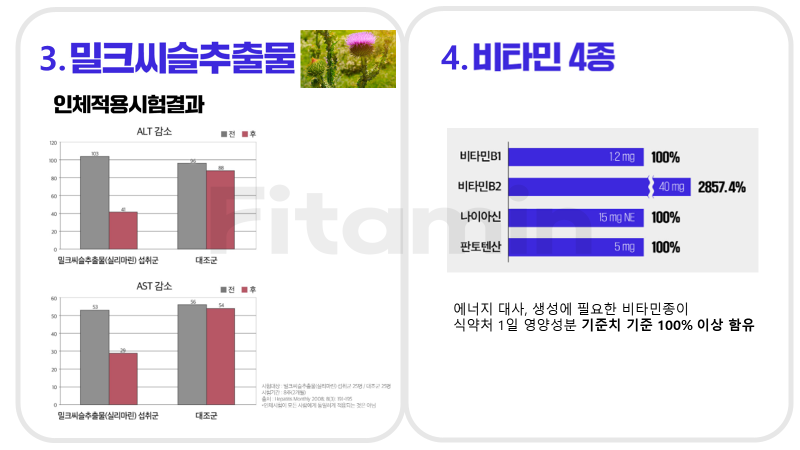 3. 밀크씨슬추출물
인체적용시험결과
ALT 감소
전 후
120
100
80
60
40
20
0
103
41
96
88
밀크씨슬추출물(실리마린) 섭취군
대조군
AST 감소
전 후
60
50
40
30
20
10
0
53
29
56
54
밀크씨슬추출물(실리마린) 섭취군
대조군
4. 비타민 4종
비타민B1 1.2 mg 100%
비타민B2 40 mg 2857.4%
나이아신 15 mg NE 100%
판토텐산 5 mg 100%
에너지 대사, 생성에 필요한 비타민종이
식약처 1일 영양성분 기준치 기준 100% 이상 함유
Fitamin